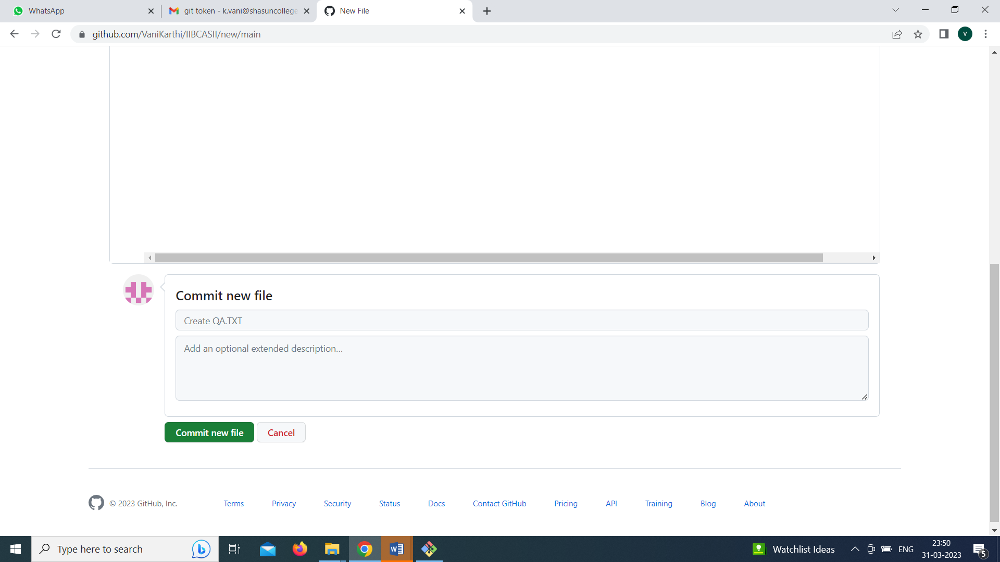 WhatsApp
git token - k.vani@shasuncollege
New File
github.com/VaniKarthi/IIBCASII/new/main
V
Commit new file
Create QA.TXT
Add an optional extended description...
Commit new file
Cancel
© 2023 GitHub, Inc.
Terms
Privacy
Security
Status
Docs
Contact GitHub
Pricing
API
Training
Blog
About
Type here to search
Watchlist Ideas
ENG
23:50
31-03-2023
5